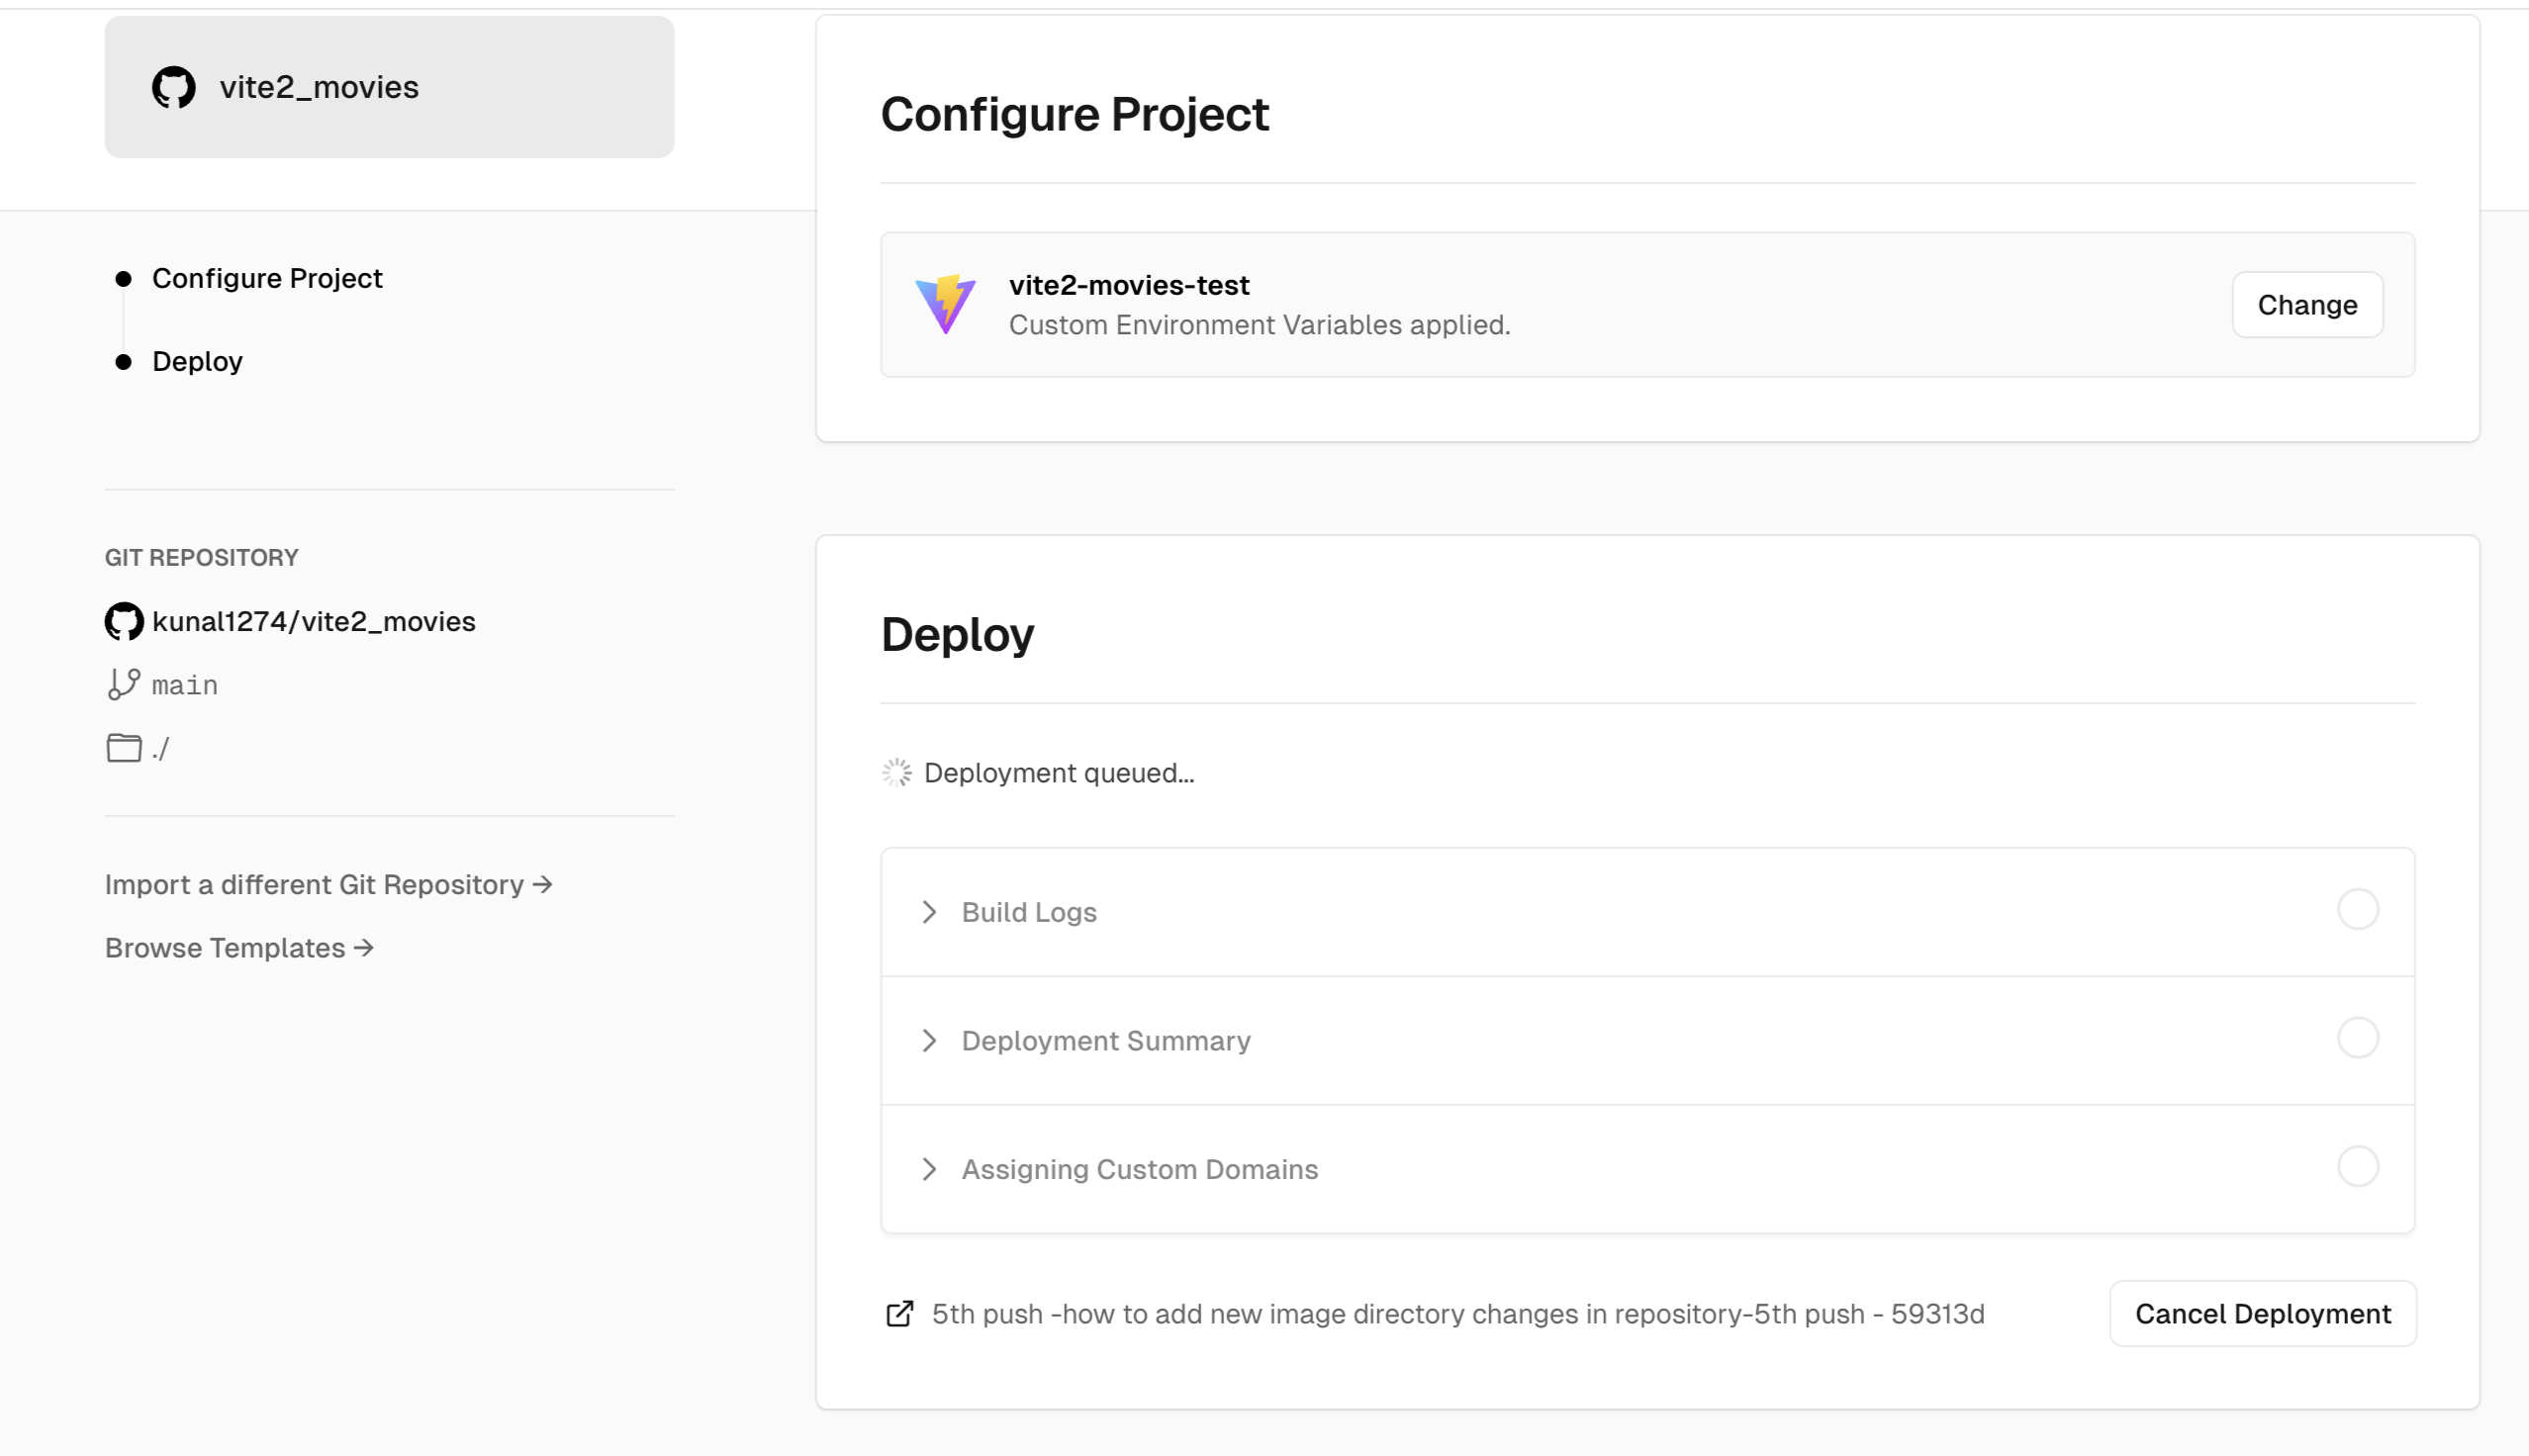 vite2_movies
Configure Project
Deploy
GIT REPOSITORY
kunal1274/vite2_movies
main
./
Import a different Git Repository →
Browse Templates →
Configure Project
vite2-movies-test
Custom Environment Variables applied.
Change
Deploy
Deployment queued...
Build Logs
Deployment Summary
Assigning Custom Domains
5th push -how to add new image directory changes in repository-5th push - 59313d
Cancel Deployment